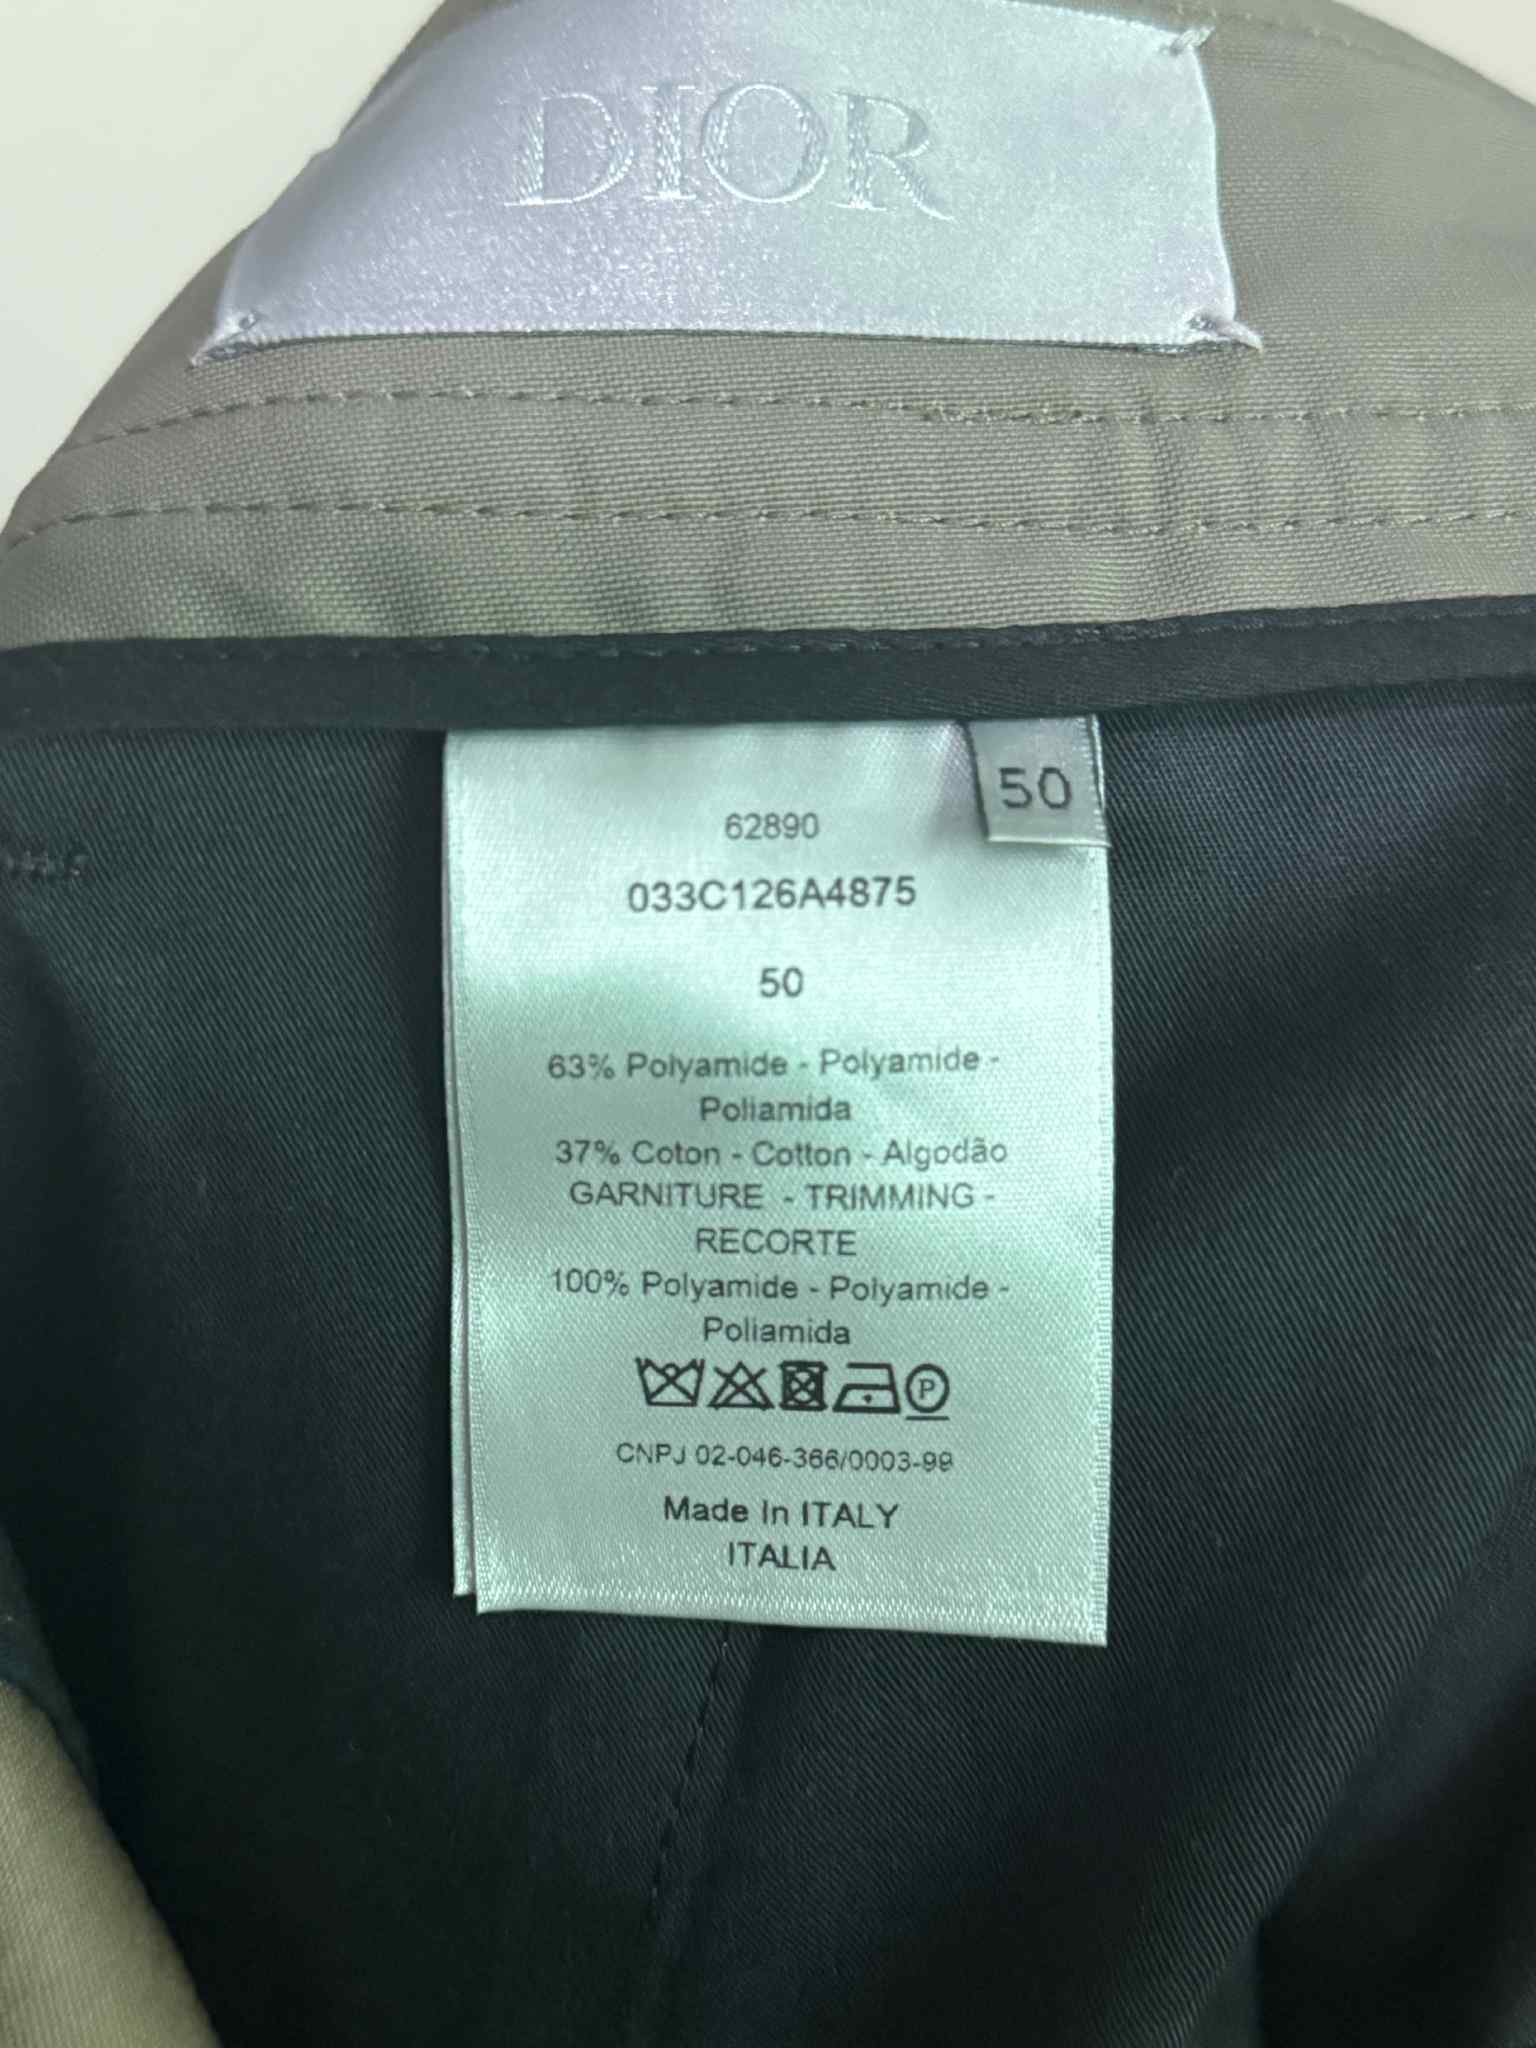 DIOR
50
62890
033C126A4875
50
63% Polyamide - Polyamide -
Poliamida
37% Coton - Cotton - Algodão
GARNITURE - TRIMMING -
RECORTE
100% Polyamide - Polyamide -
Poliamida
P
CNPJ 02-046-366/0003-99
Made In ITALY
ITALIA